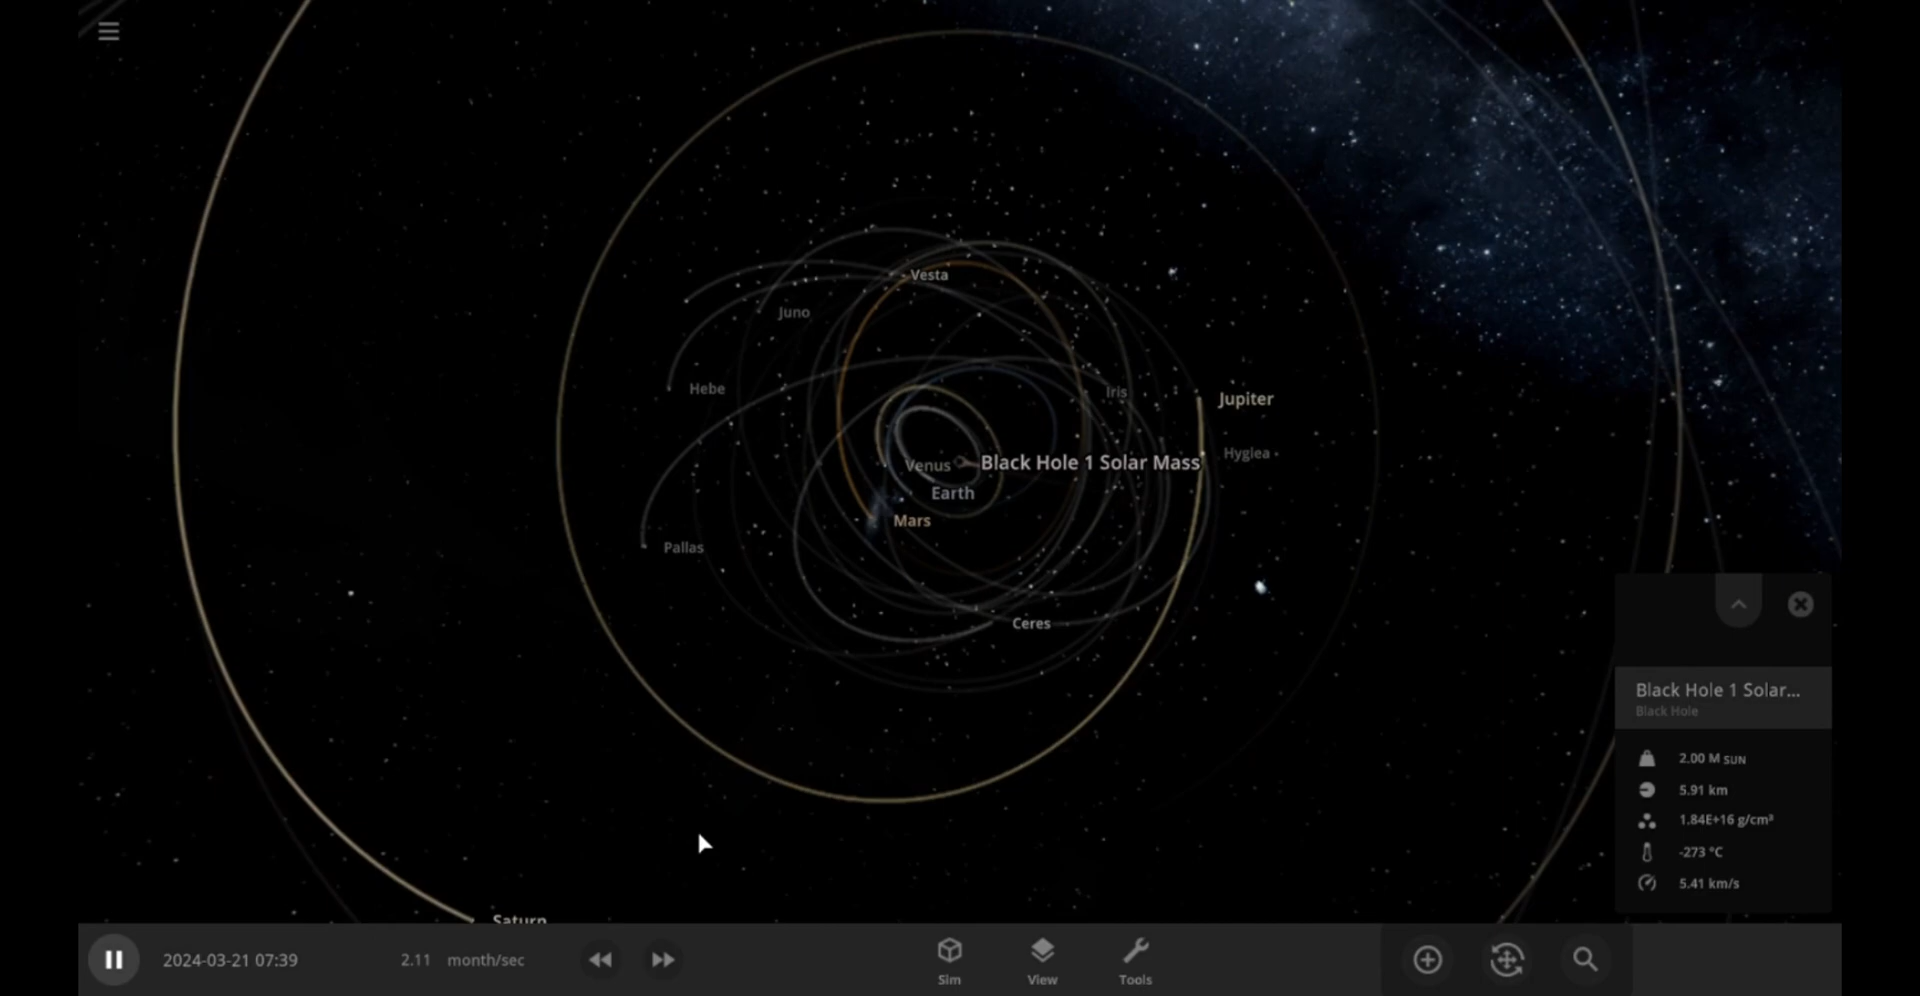 Vesta
Juno
Hebe
Iris
Jupiter
Hyglea
Venus
Black Hole 1 Solar Mass
Earth
Mars
Pallas
Ceres
Saturn
Black Hole 1 Solar...
Black Hole
2.00 M SUN
5.91 km
1.84E+16 g/cm³
-273 °C
5.41 km/s
2024-03-21 07:39
2.11 month/sec
Sim
View
Tools